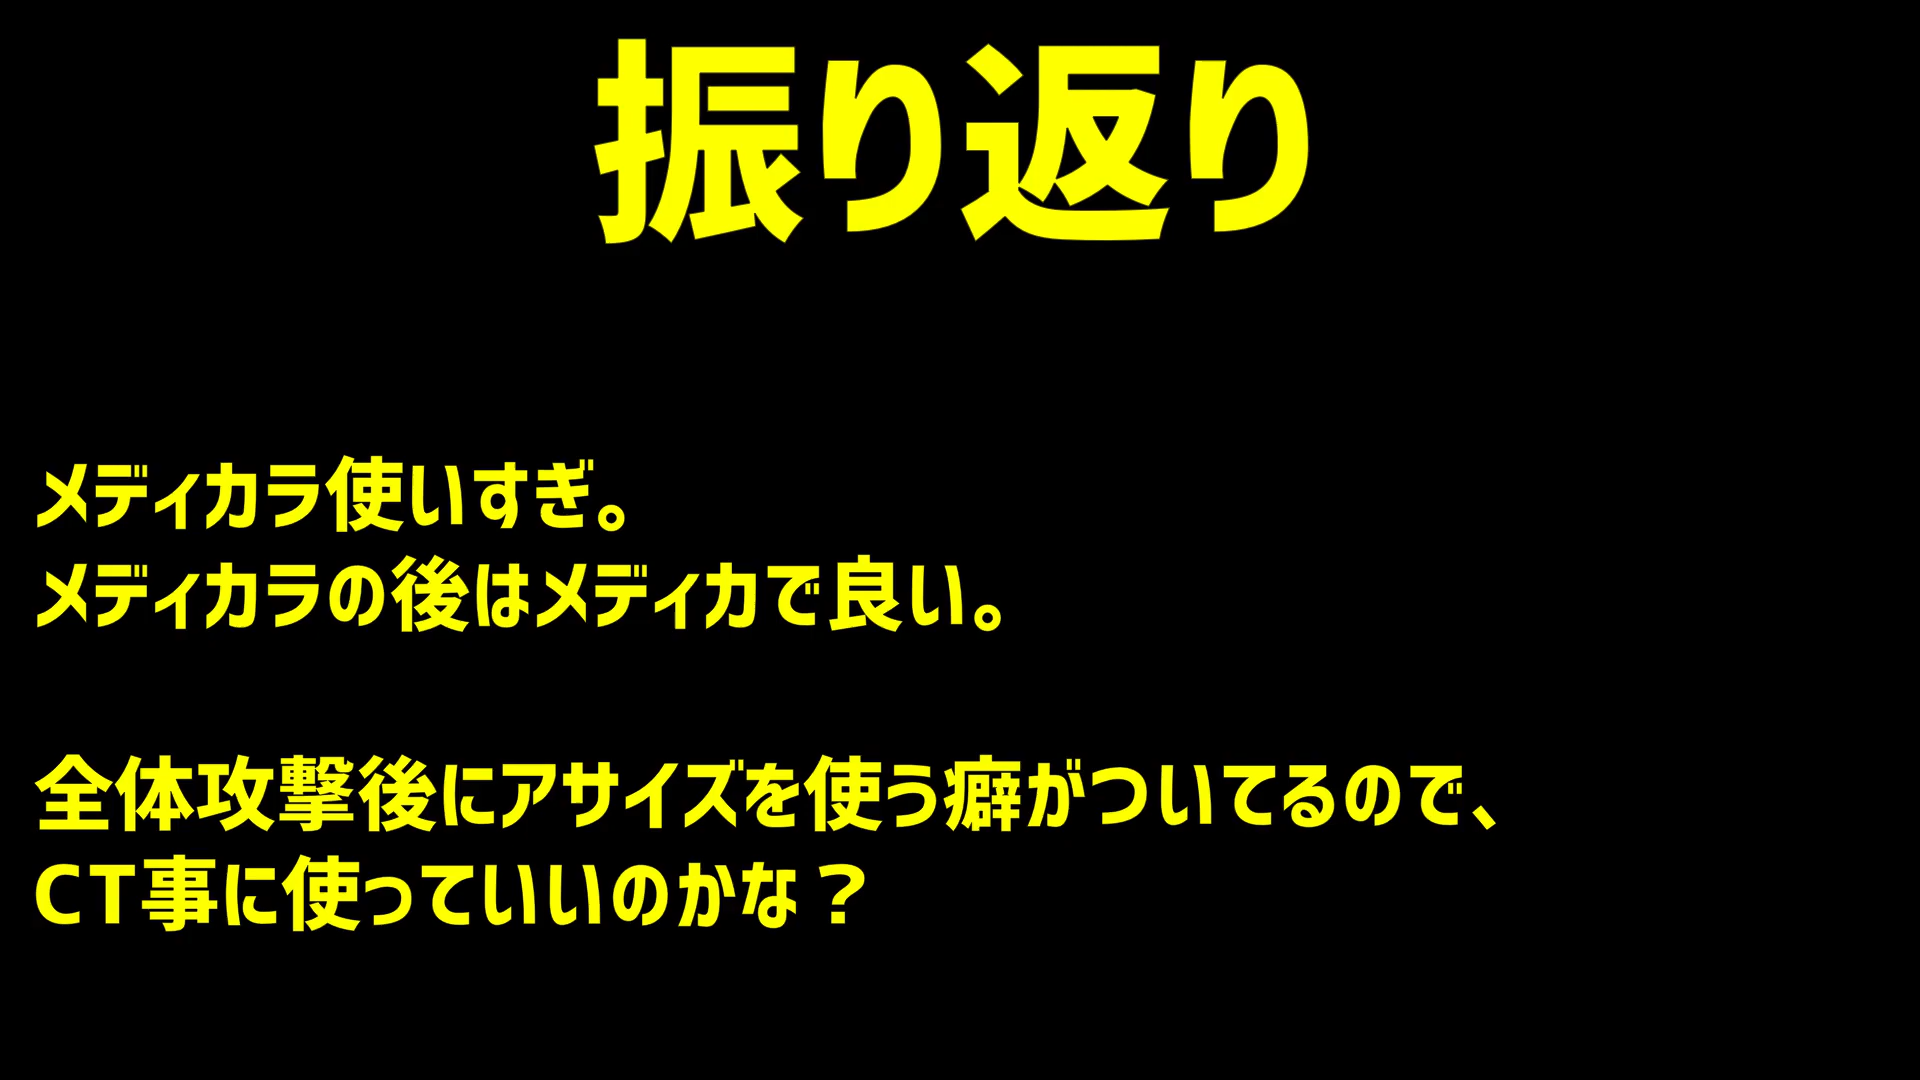 振り返り
メディカラ使いすぎ。
メディカラの後はメディカで良い。
全体攻撃後にアサイズを使う癖がついてるので、
CT事に使っていいのかな？